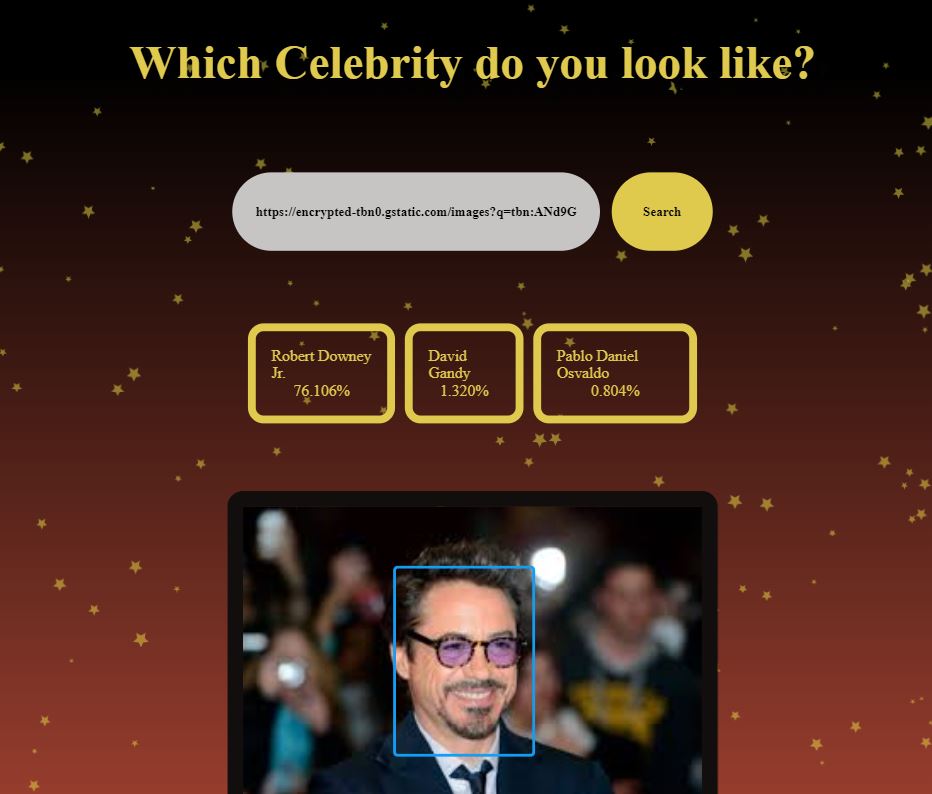 Which Celebrity do you look like?
https://encrypted-tbn0.gstatic.com/images?q=tbn:ANd9G
Search
Robert Downey
Jr.
76.106%
David
Gandy
1.320%
Pablo Daniel
Osvaldo
0.804%